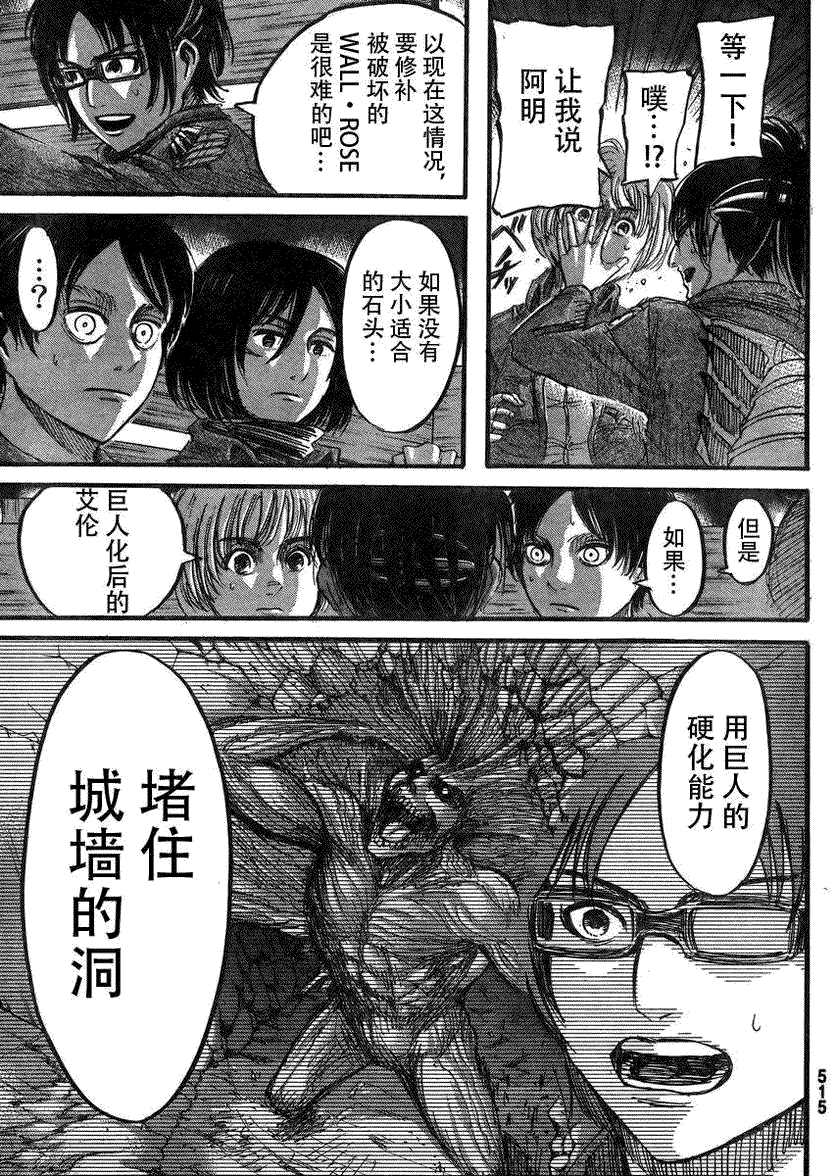 等一下！
噗…!?
让我说
阿明
以现在这情况，
要修补
被破坏的
WALL·ROSE
是很难的吧…
如果没有
大小适合
的石头…
…?
但是
如果…
巨人化后的
艾伦
用巨人的
硬化能力
堵住
城墙的洞
515